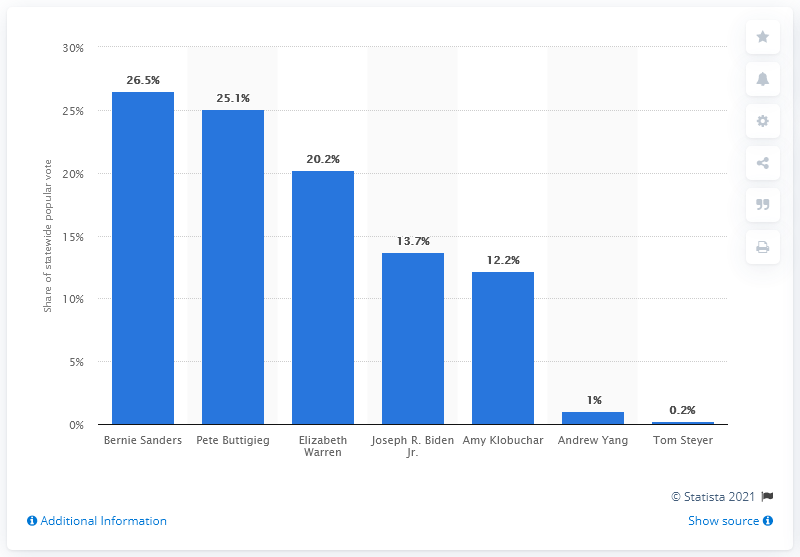 30%
25%
20%
15%
10%
5%
0%
Share of statewide popular vote
26.5%
25.1%
20.2%
13.7%
12.2%
1%
0.2%
Bernie Sanders
Pete Buttigieg
Elizabeth
Warren
Joseph R. Biden
Jr.
Amy Klobuchar
Andrew Yang
Tom Steyer
© Statista 2021
Additional Information
Show source